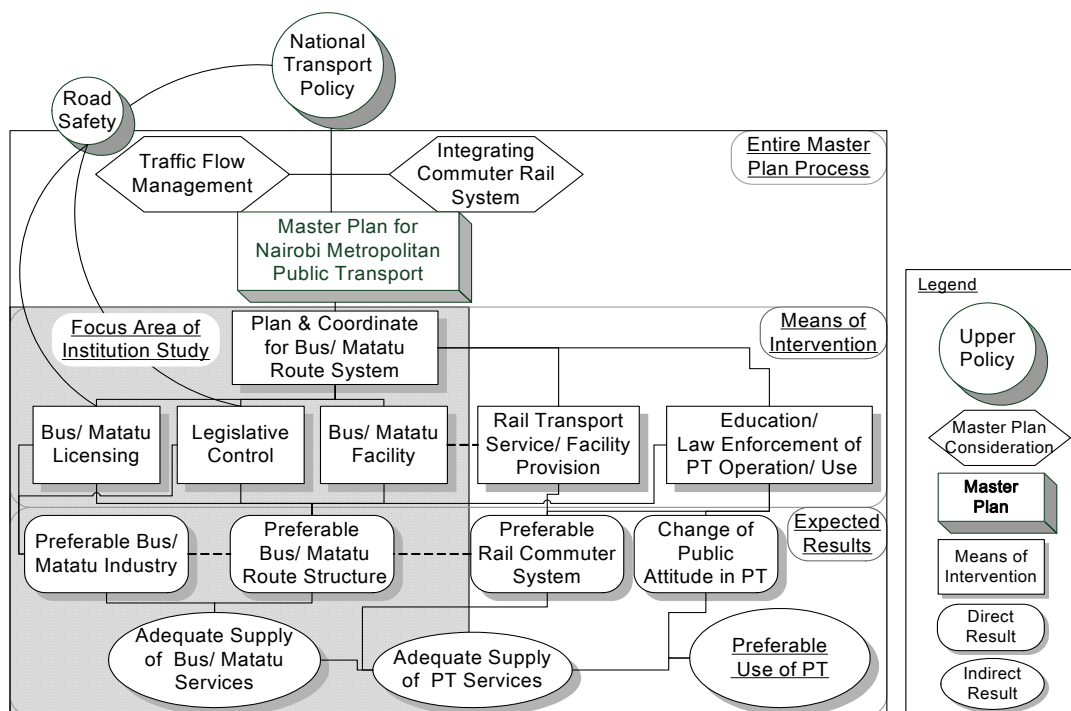 National
Transport
Policy
Road
Safety
Traffic Flow
Management
Integrating
Commuter Rail
System
Entire Master
Plan Process
Master Plan for
Nairobi Metropolitan
Public Transport
Focus Area of
Institution Study
Plan & Coordinate
for Bus/ Matatu
Route System
Means of
Intervention
Bus/ Matatu
Licensing
Legislative
Control
Bus/ Matatu
Facility
Rail Transport
Service/ Facility
Provision
Education/
Law Enforcement of
PT Operation/ Use
Expected
Results
Preferable Bus/
Matatu Industry
Preferable
Bus/ Matatu
Route Structure
Preferable
Rail Commuter
System
Change of
Public
Attitude in PT
Adequate Supply
of Bus/ Matatu
Services
Adequate Supply
of PT Services
Preferable
Use of PT
Legend
Upper
Policy
Master Plan
Consideration
Master
Plan
Means of
Intervention
Direct
Result
Indirect
Result